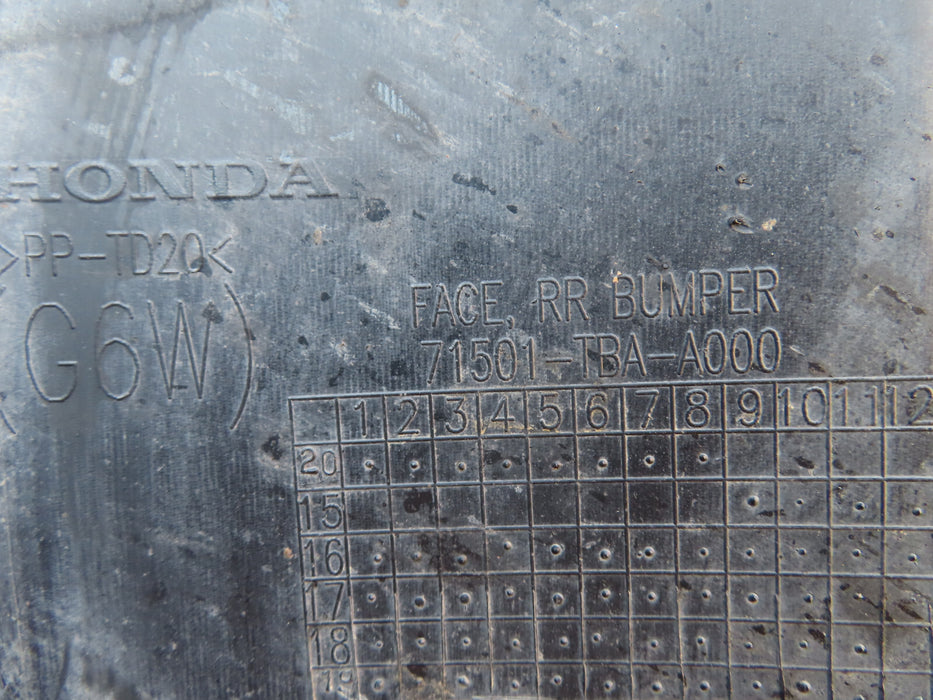 HONDA
>PP-TD20<
(G6W)
FACE, RR BUMPER
71501-TBA-A000
1 2 3 4 5 6 7 8 9 10 11 12
20
15
16
17
18
19